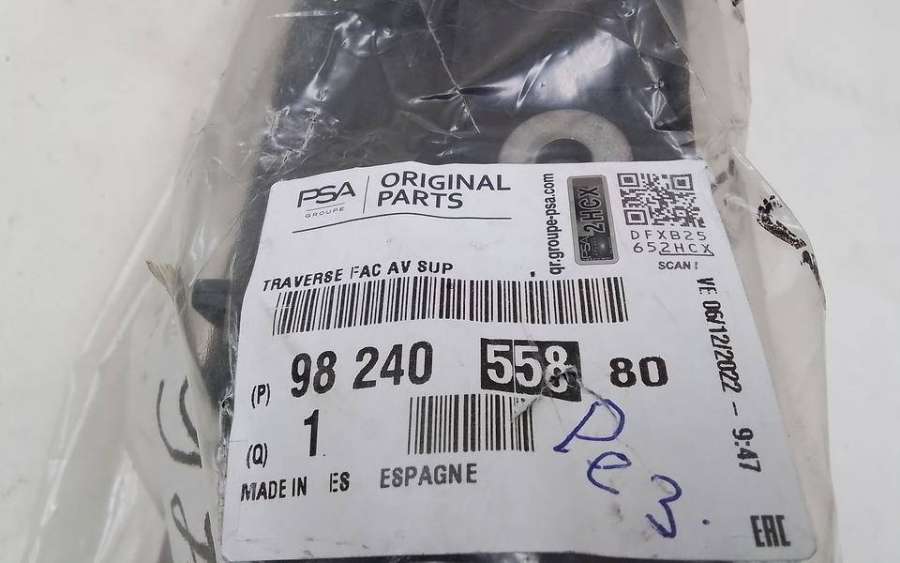 PSA
GROUPE
ORIGINAL
PARTS
qr.groupe-psa.com
PSA 2HCX
DFXB25
652HCX
SCAN !
TRAVERSE FAC AV SUP
(P) 98 240 558 80
(Q) 1
MADE IN ES ESPAGNE
VE 06/12/2022 - 9:47
EAC